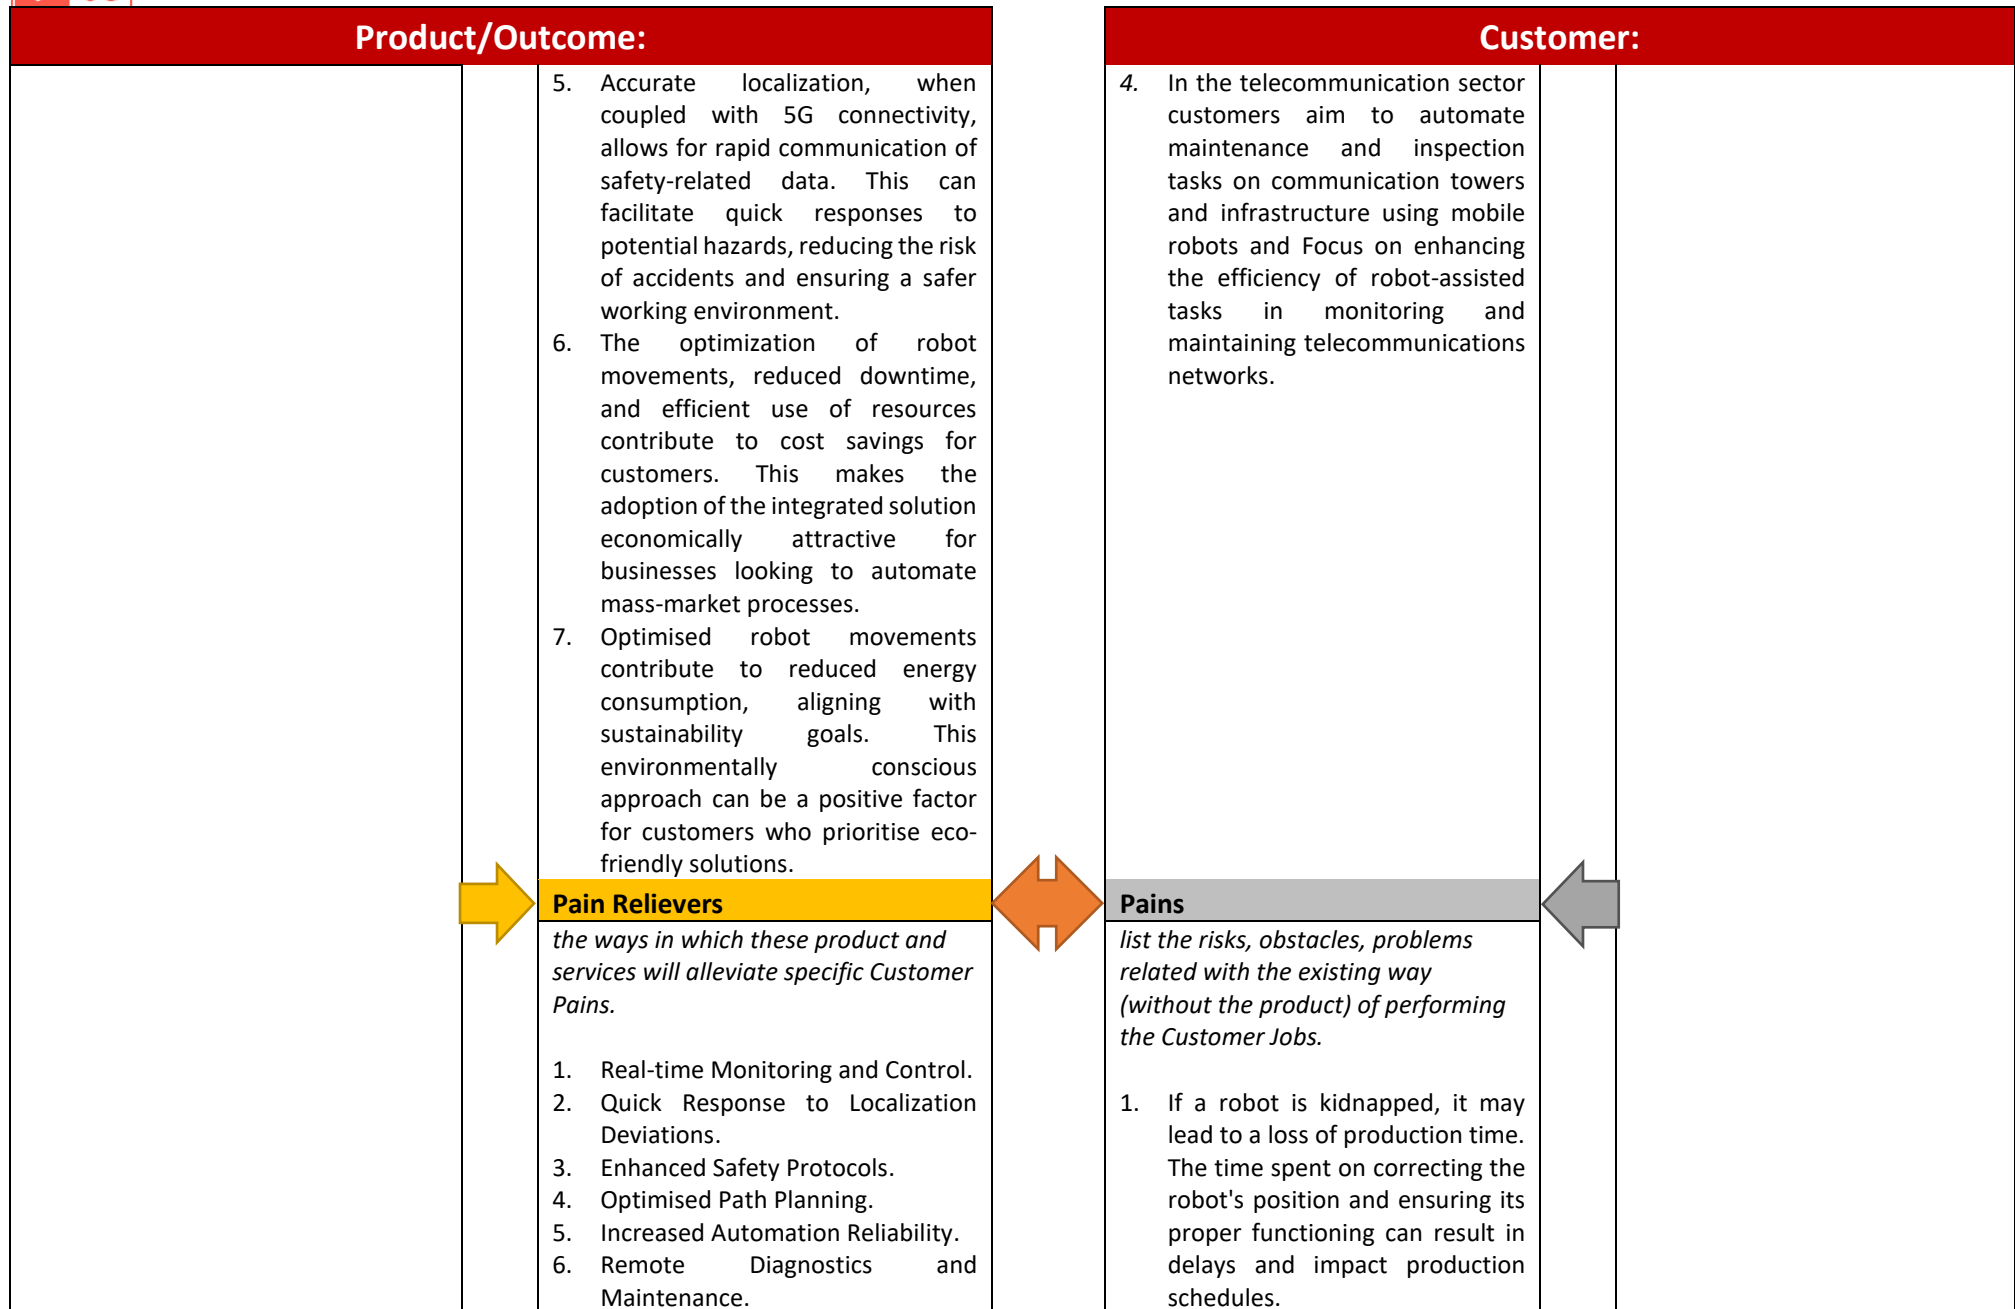 Product/Outcome:
5. Accurate localization, when
coupled with 5G connectivity,
allows for rapid communication of
safety-related data. This can
facilitate quick responses to
potential hazards, reducing the risk
of accidents and ensuring a safer
working environment.
6. The optimization of robot
movements, reduced downtime,
and efficient use of resources
contribute to cost savings for
customers. This makes the
adoption of the integrated solution
economically attractive for
businesses looking to automate
mass-market processes.
7. Optimised robot movements
contribute to reduced energy
consumption, aligning with
sustainability goals. This
environmentally conscious
approach can be a positive factor
for customers who prioritise eco-
friendly solutions.
Pain Relievers
the ways in which these product and
services will alleviate specific Customer
Pains.
1. Real-time Monitoring and Control.
2. Quick Response to Localization
Deviations.
3. Enhanced Safety Protocols.
4. Optimised Path Planning.
5. Increased Automation Reliability.
6. Remote Diagnostics and
Maintenance.
Customer:
4. In the telecommunication sector
customers aim to automate
maintenance and inspection
tasks on communication towers
and infrastructure using mobile
robots and Focus on enhancing
the efficiency of robot-assisted
tasks in monitoring and
maintaining telecommunications
networks.
Pains
list the risks, obstacles, problems
related with the existing way
(without the product) of performing
the Customer Jobs.
1. If a robot is kidnapped, it may
lead to a loss of production time.
The time spent on correcting the
robot's position and ensuring its
proper functioning can result in
delays and impact production
schedules.